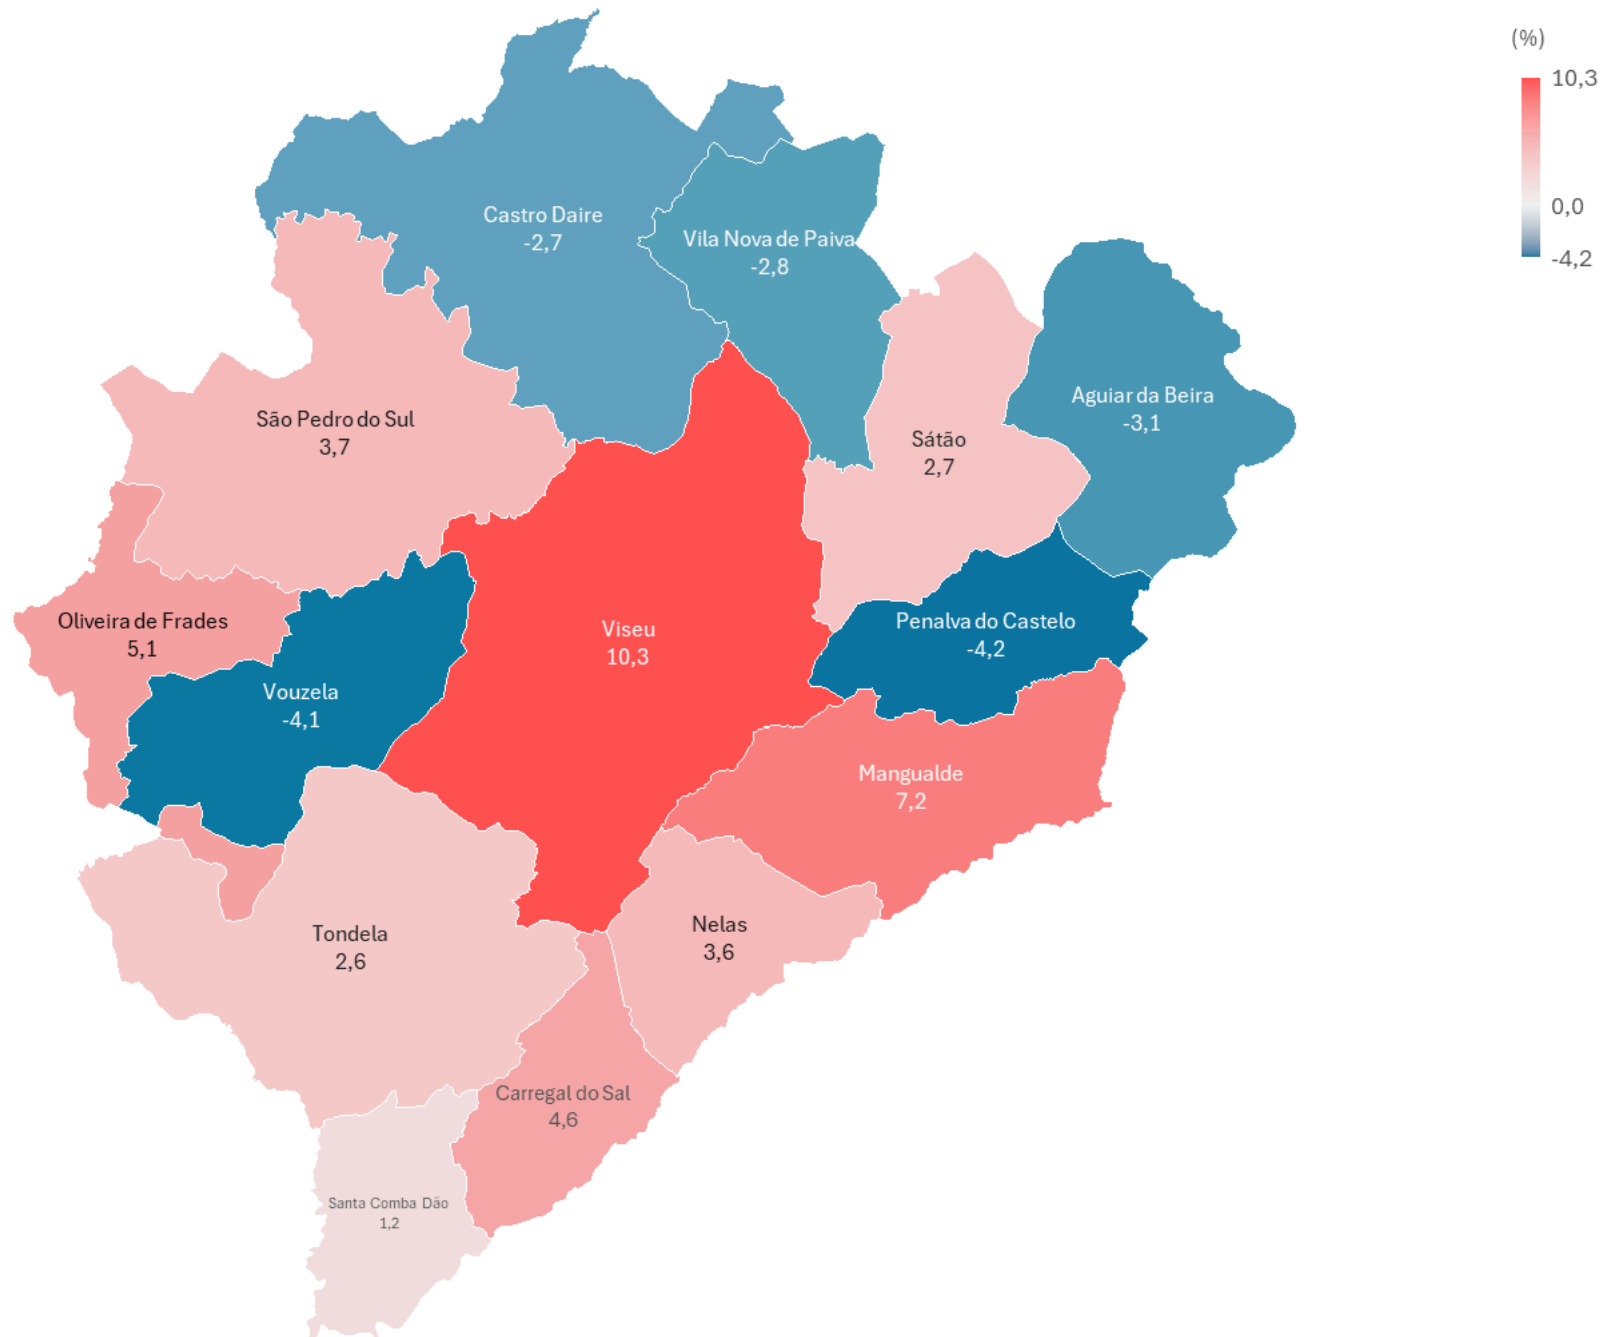 (%)
10,3
0,0
-4,2
Castro Daire
-2,7
Vila Nova de Paiva
-2,8
Aguiar da Beira
-3,1
São Pedro do Sul
3,7
Sátão
2,7
Oliveira de Frades
5,1
Viseu
10,3
Penalva do Castelo
-4,2
Vouzela
-4,1
Mangualde
7,2
Tondela
2,6
Nelas
3,6
Carregal do Sal
4,6
Santa Comba Dão
1,2